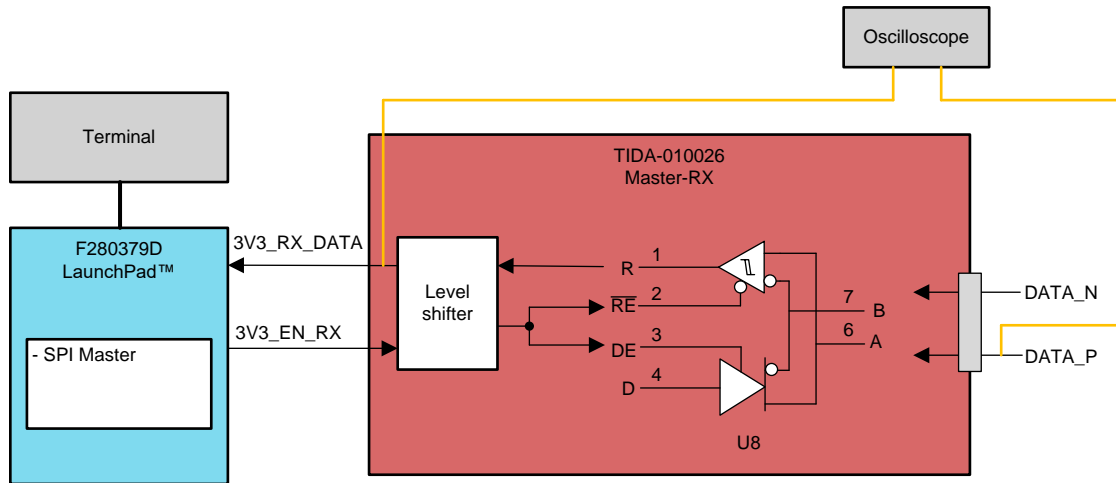 Oscilloscope
Terminal
TIDA-010026
Master-RX
F280379D
LaunchPad™
3V3_RX_DATA
3V3_EN_RX
- SPI Master
Level
shifter
R
1
RE
2
DE
3
D
4
7
B
6
A
U8
DATA_N
DATA_P